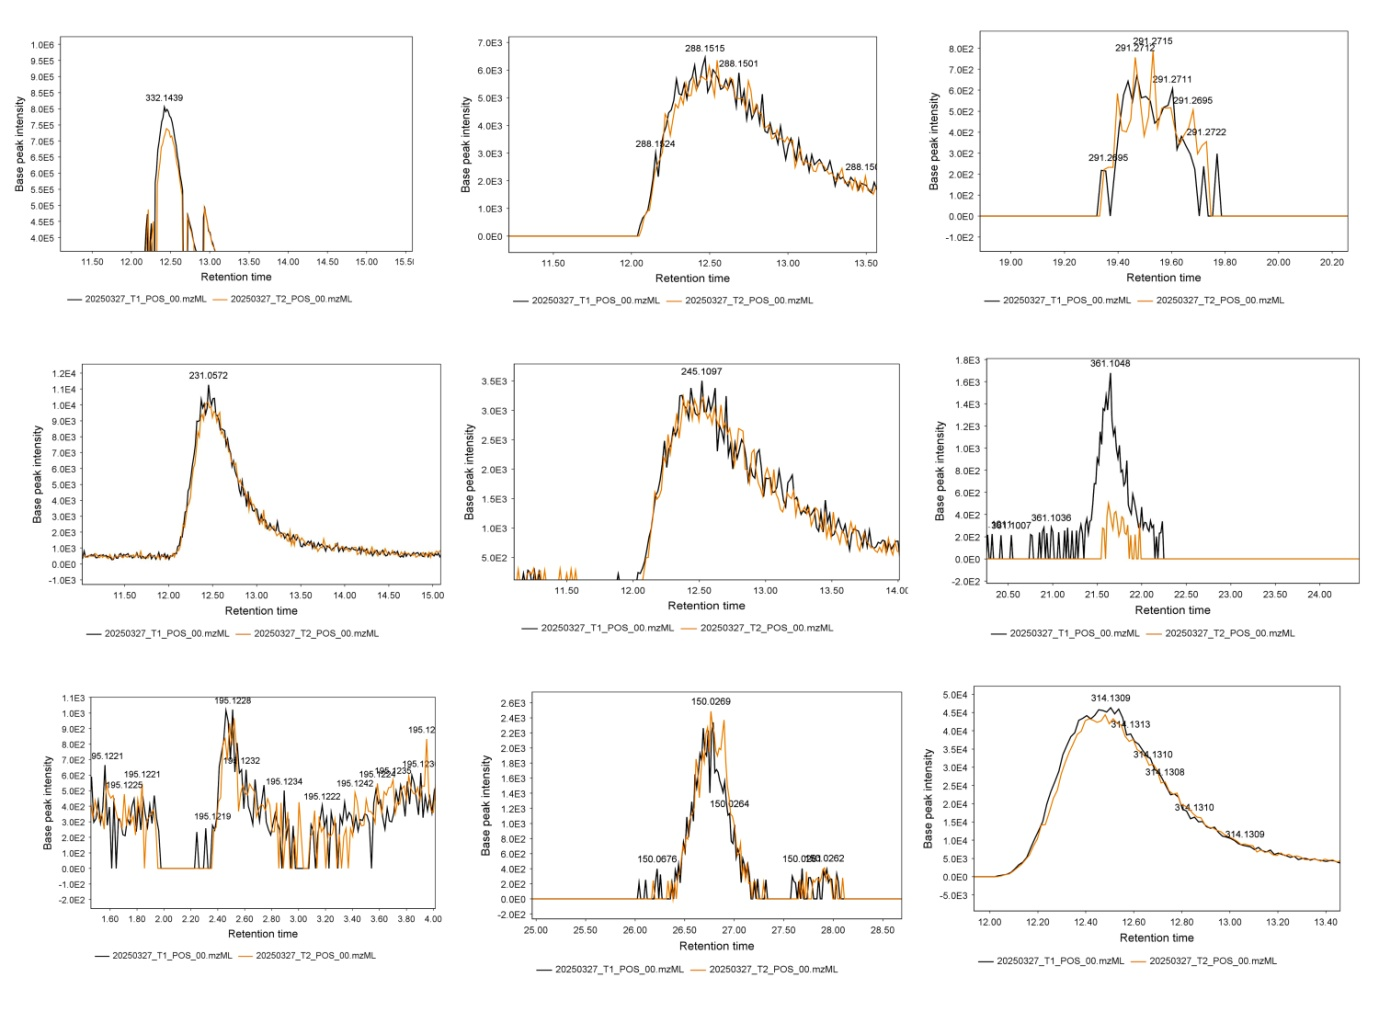 1.0E6
9.5E5
9.0E5
8.5E5
8.0E5
7.5E5
7.0E5
6.5E5
6.0E5
5.5E5
5.0E5
4.5E5
4.0E5
Base peak intensity
332.1439
11.50 12.00 12.50 13.00 13.50 14.00 14.50 15.00 15.5
Retention time
20250327_T1_POS_00.mzML 20250327_T2_POS_00.mzML
7.0E3
6.0E3
5.0E3
4.0E3
3.0E3
2.0E3
1.0E3
0.0E0
Base peak intensity
288.1515
288.1501
288.1524
11.50 12.00 12.50 13.00 13.50
Retention time
20250327_T1_POS_00.mzML 20250327_T2_POS_00.mzML
8.0E2
7.0E2
6.0E2
5.0E2
4.0E2
3.0E2
2.0E2
1.0E2
0.0E0
-1.0E2
Base peak intensity
291.2715
291.2712
291.2711
291.2695
291.2722
291.2695
19.00 19.20 19.40 19.60 19.80 20.00 20.20
Retention time
20250327_T1_POS_00.mzML 20250327_T2_POS_00.mzML
1.2E4
1.1E4
1.0E4
9.0E3
8.0E3
7.0E3
6.0E3
5.0E3
4.0E3
3.0E3
2.0E3
1.0E3
0.0E0
-1.0E3
Base peak intensity
231.0572
11.50 12.00 12.50 13.00 13.50 14.00 14.50 15.00
Retention time
20250327_T1_POS_00.mzML 20250327_T2_POS_00.mzML
3.5E3
3.0E3
2.5E3
2.0E3
1.5E3
1.0E3
5.0E2
Base peak intensity
245.1097
11.50 12.00 12.50 13.00 13.50 14.0
Retention time
20250327_T1_POS_00.mzML 20250327_T2_POS_00.mzML
1.8E3
1.6E3
1.4E3
1.2E3
1.0E3
8.0E2
6.0E2
4.0E2
2.0E2
0.0E0
-2.0E2
Base peak intensity
361.1048
361.1036
20.50 21.00 21.50 22.00 22.50 23.00 23.50 24.00
Retention time
20250327_T1_POS_00.mzML 20250327_T2_POS_00.mzML
1.1E3
1.0E3
9.0E2
8.0E2
7.0E2
6.0E2
5.0E2
4.0E2
3.0E2
2.0E2
1.0E2
0.0E0
-1.0E2
-2.0E2
Base peak intensity
195.1228
195.12
95.1221
195.1232
195.1221
195.1225
195.1234
195.1242
195.1222
195.1219
1.60 1.80 2.00 2.20 2.40 2.60 2.80 3.00 3.20 3.40 3.60 3.80 4.00
Retention time
20250327_T1_POS_00.mzML 20250327_T2_POS_00.mzML
2.6E3
2.4E3
2.2E3
2.0E3
1.8E3
1.6E3
1.4E3
1.2E3
1.0E3
8.0E2
6.0E2
4.0E2
2.0E2
0.0E0
-2.0E2
Base peak intensity
150.0269
150.0264
150.0676
25.00 25.50 26.00 26.50 27.00 27.50 28.00 28.50
Retention time
20250327_T1_POS_00.mzML 20250327_T2_POS_00.mzML
5.0E4
4.5E4
4.0E4
3.5E4
3.0E4
2.5E4
2.0E4
1.5E4
1.0E4
5.0E3
0.0E0
-5.0E3
Base peak intensity
314.1309
314.1313
314.1310
314.1308
314.1310
314.1309
12.00 12.20 12.40 12.60 12.80 13.00 13.20 13.40
Retention time
20250327_T1_POS_00.mzML 20250327_T2_POS_00.mzML